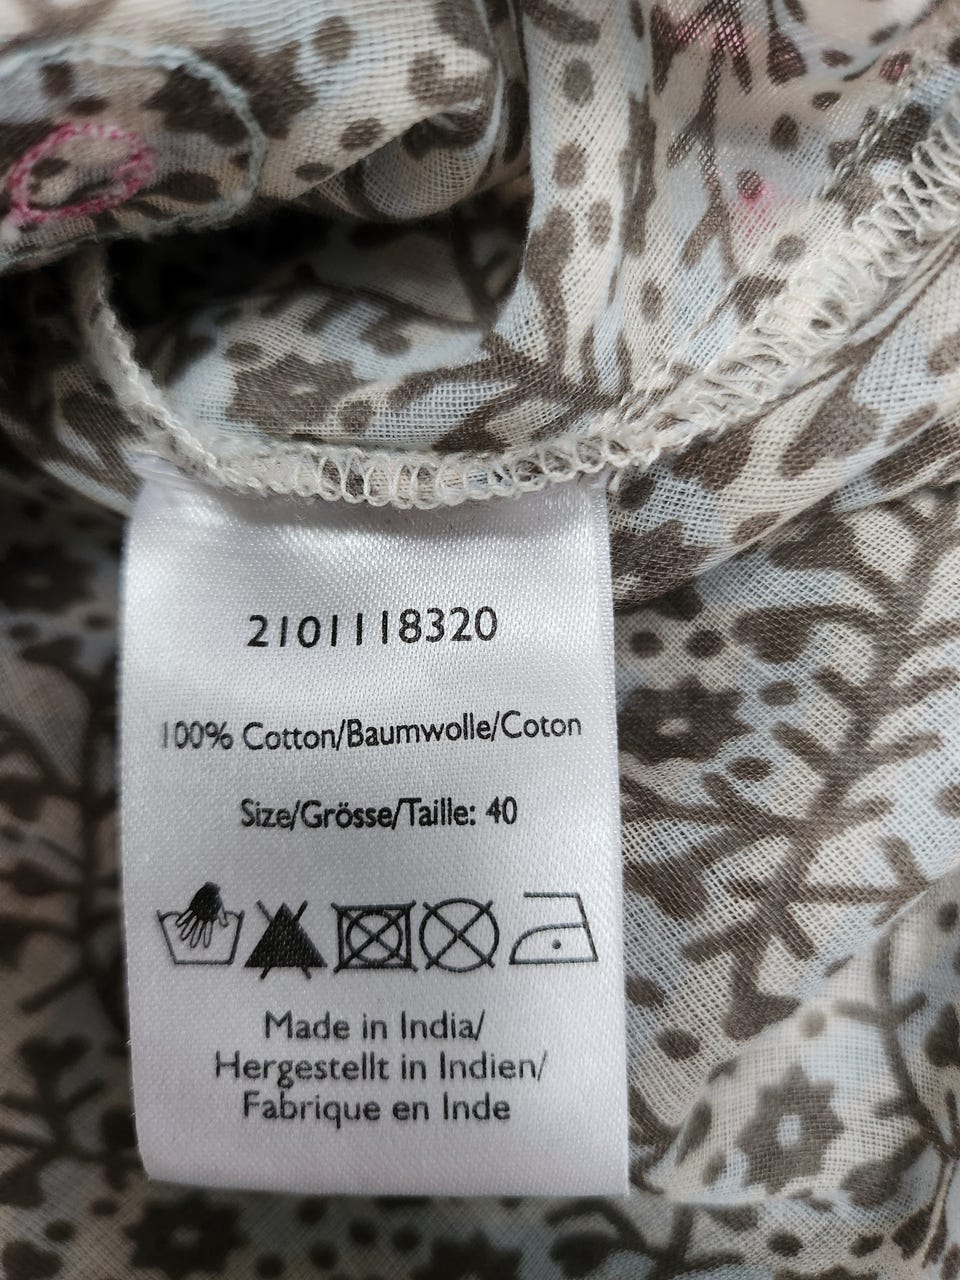 2101118320
100% Cotton/Baumwolle/Coton
Size/Grösse/Taille: 40
Made in India/
Hergestellt in Indien/
Fabrique en Inde